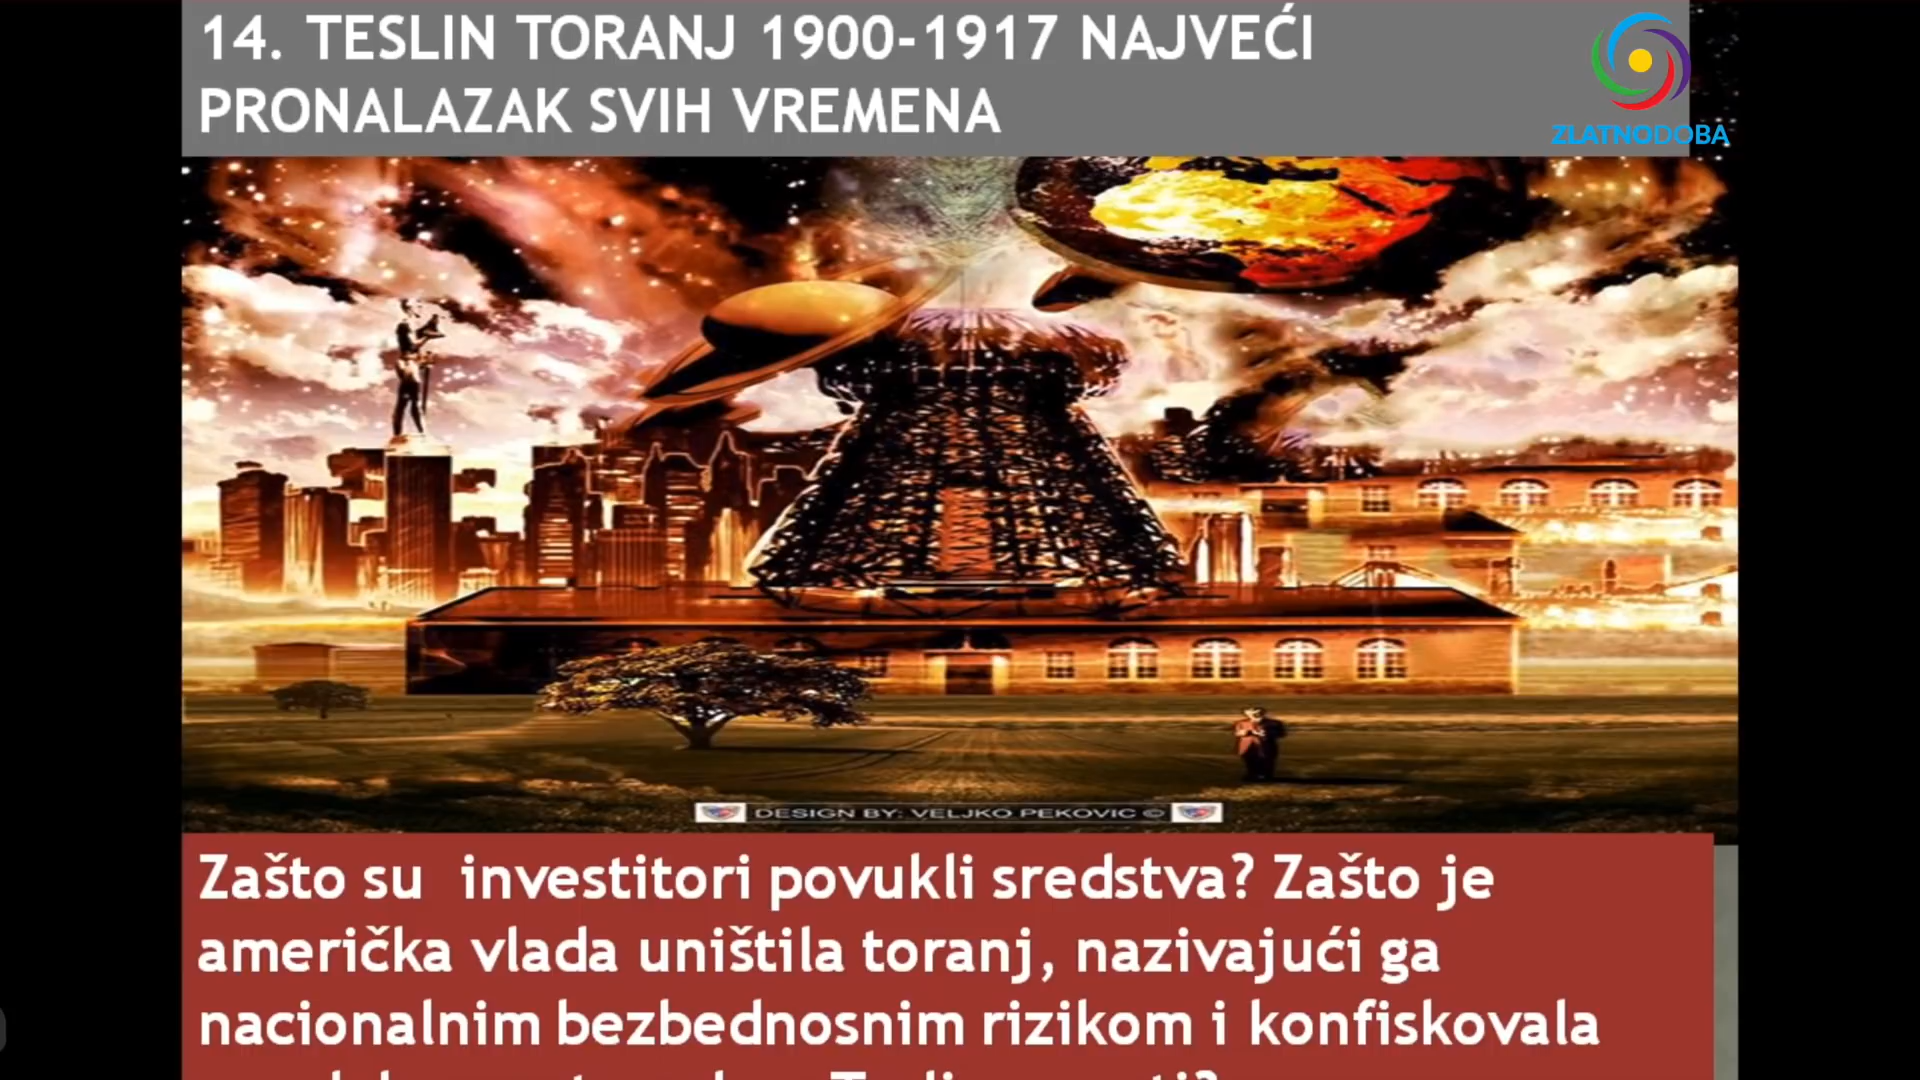 14. TESLIN TORANJ 1900-1917 NAJVEĆI
PRONALAZAK SVIH VREMENA
ZLATNODOBA
DESIGN BY: VELJKO PEKOVIC ©
Zašto su investitori povukli sredstva? Zašto je
američka vlada uništila toranj, nazivajući ga
nacionalnim bezbednosnim rizikom i konfiskovala